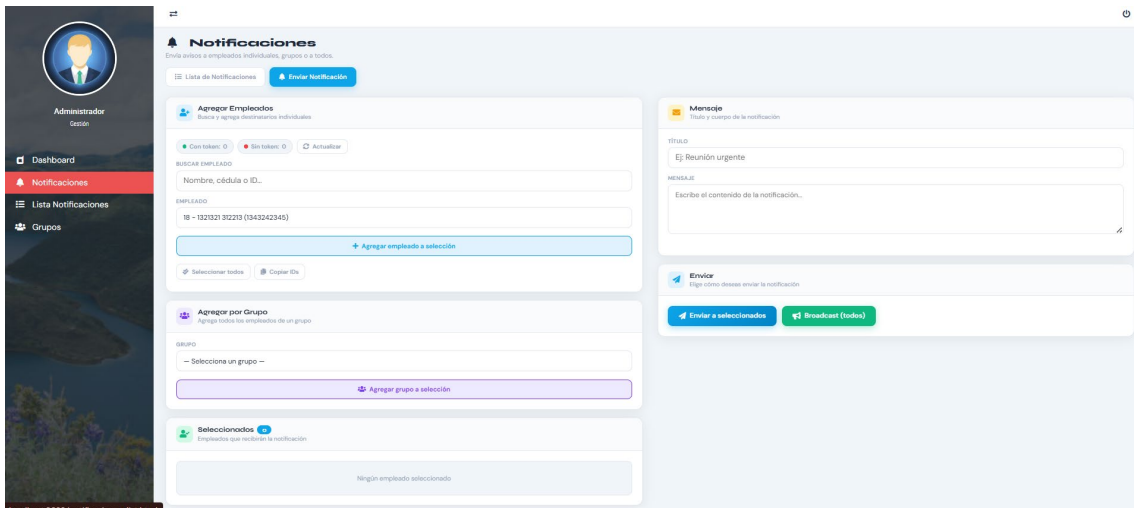 Administrador
Gestión
Dashboard
Notificaciones
Lista Notificaciones
Grupos
Notificaciones
Envía avisos a empleados individuales, grupos o a todos.
Lista de Notificaciones
Enviar Notificación
Agregar Empleados
Busca y agrega destinatarios individuales
Con token: 0
Sin token: 0
Actualizar
BUSCAR EMPLEADO
Nombre, cédula o ID...
EMPLEADO
18 - 1321321 312213 (1343242345)
+ Agregar empleado a selección
Seleccionar todos
Copiar IDs
Agregar por Grupo
Agrega todos los empleados de un grupo
GRUPO
— Selecciona un grupo —
Agregar grupo a selección
Seleccionados
Empleados que recibirán la notificación
Ningún empleado seleccionado
Mensaje
Título y cuerpo de la notificación
TÍTULO
Ej: Reunión urgente
MENSAJE
Escribe el contenido de la notificación...
Enviar
Elige cómo deseas enviar la notificación
Enviar a seleccionados
Broadcast (todos)